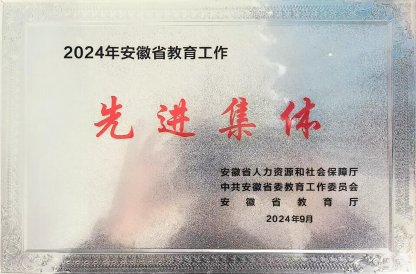 2024年安徽省教育工作
先进集体
安徽省人力资源和社会保障厅
中共安徽省委教育工作委员会
安徽省教育厅
2024年9月